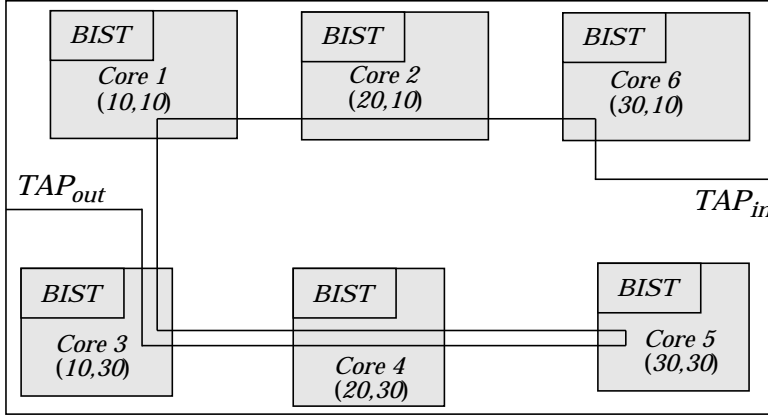 BIST
Core 1
(10,10)
BIST
Core 2
(20,10)
BIST
Core 6
(30,10)
TAPout
TAPin
BIST
Core 3
(10,30)
BIST
Core 4
(20,30)
BIST
Core 5
(30,30)